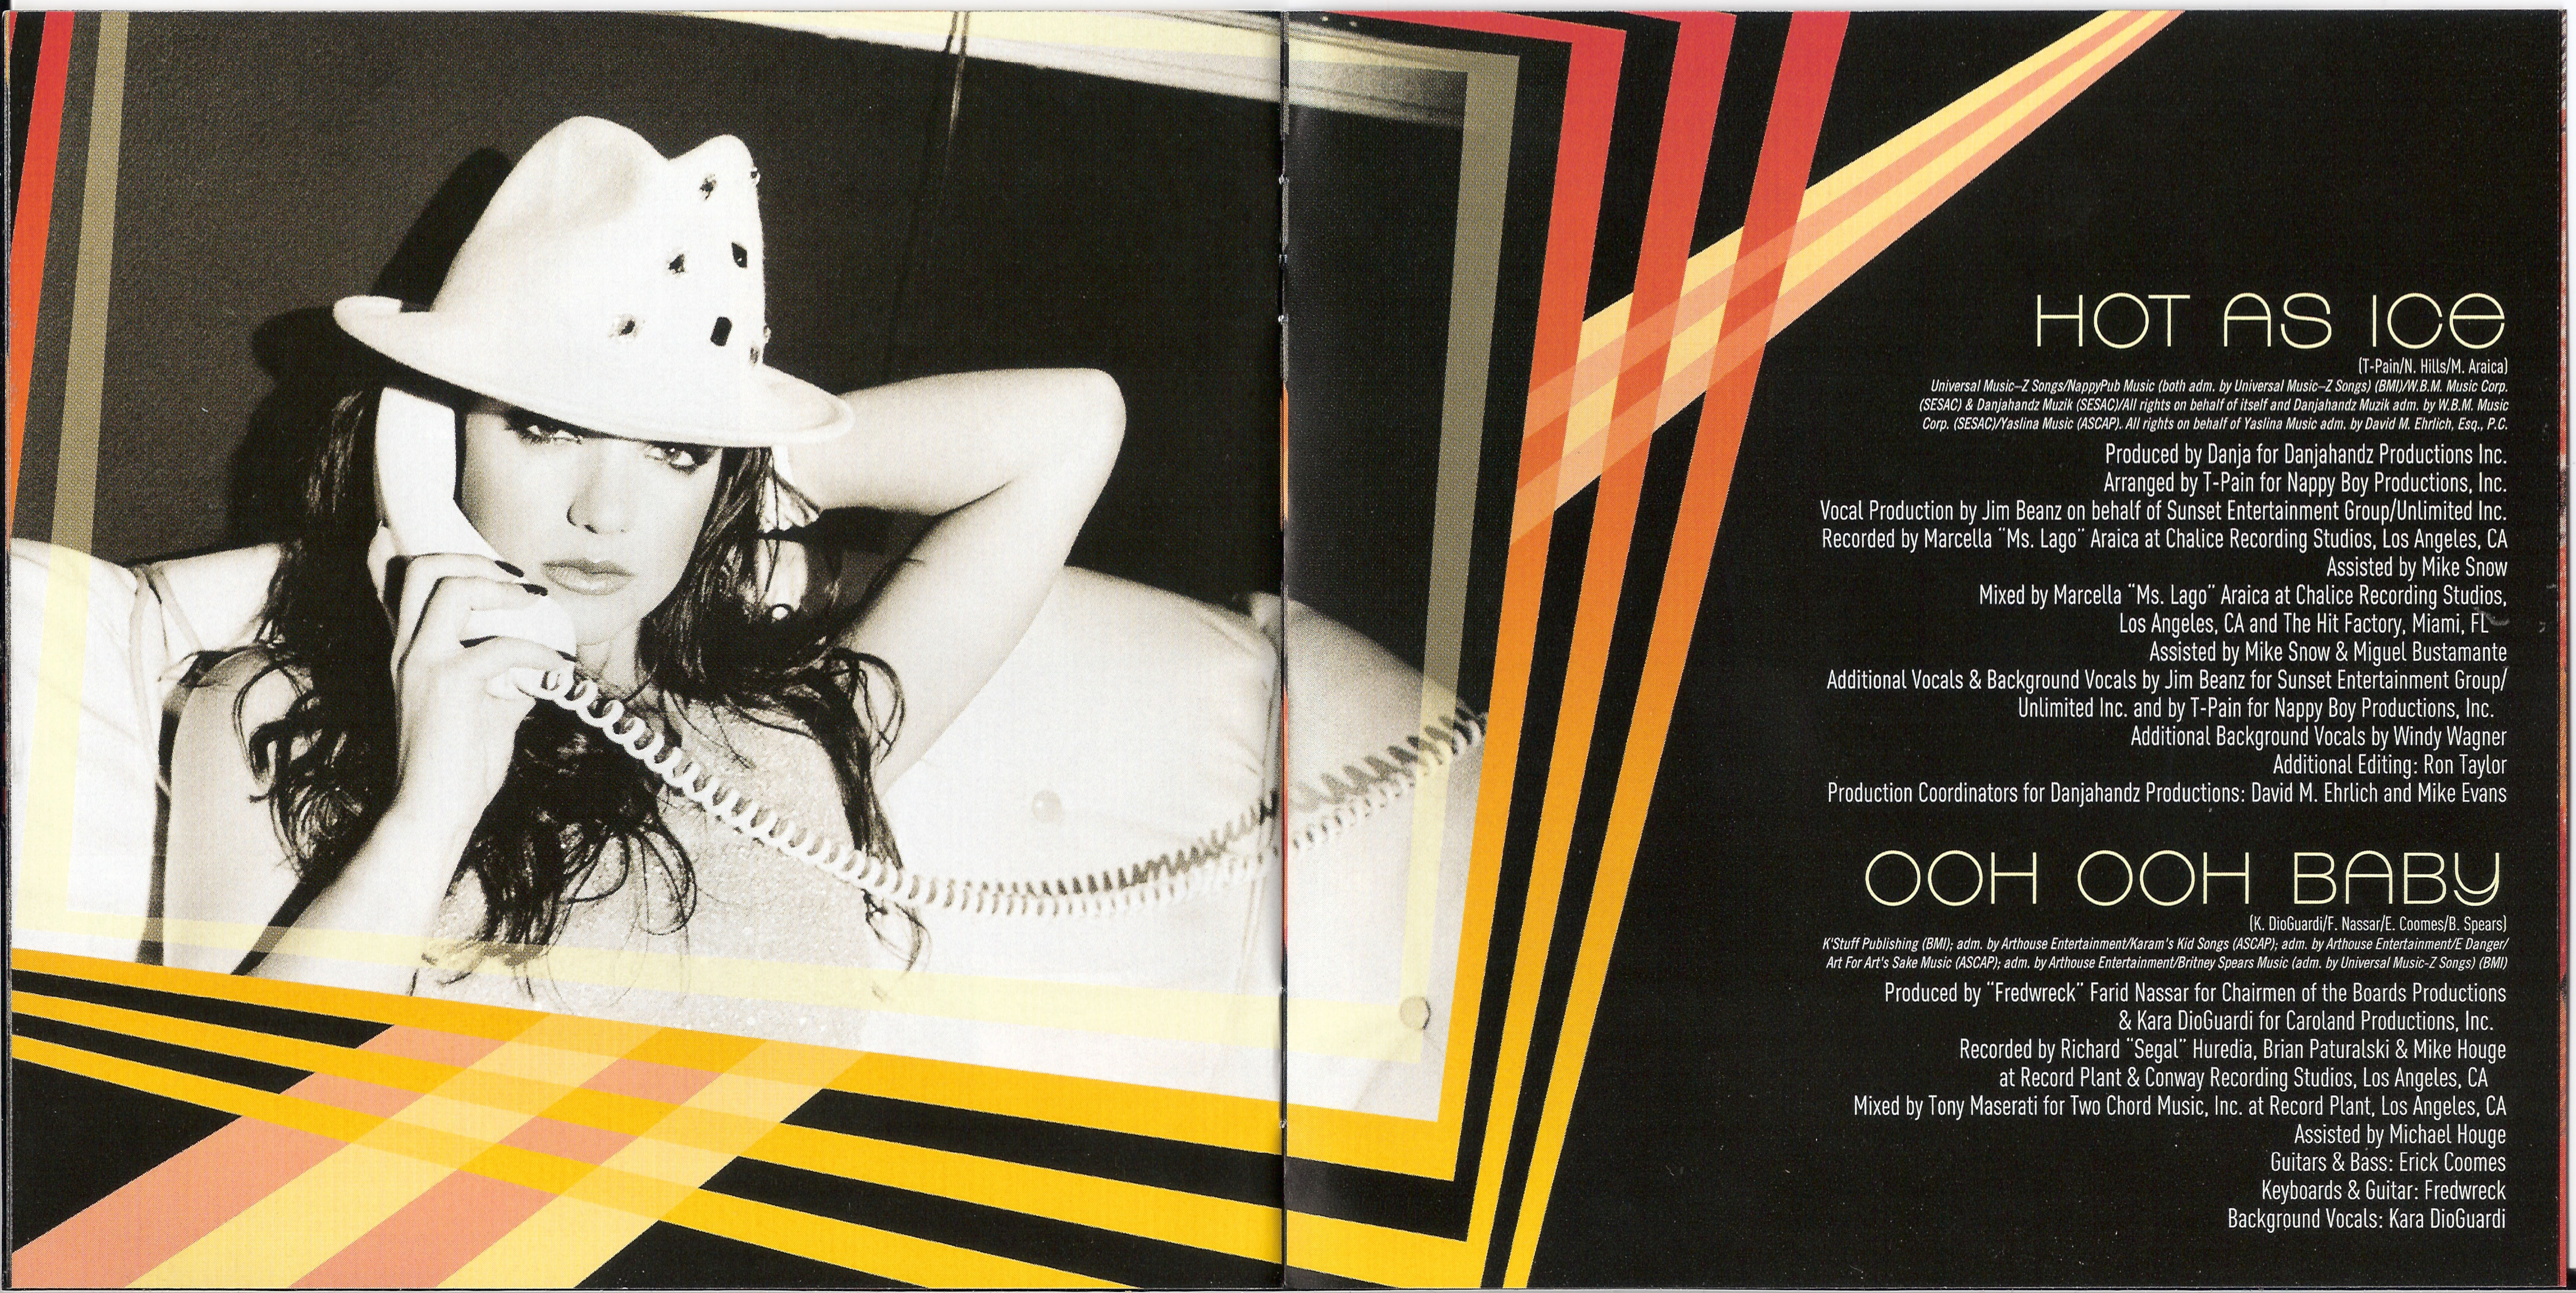 HOT AS ICE
(T-Pain/N. Hills/M. Araica)
Universal Music–Z Songs/NappyPub Music (both adm. by Universal Music–Z Songs) (BMI)/W.B.M. Music Corp.
(SESAC) & Danjahandz Muzik (SESAC)/All rights on behalf of itself and Danjahandz Muzik adm. by W.B.M. Music
Corp. (SESAC)/Yaslina Music (ASCAP). All rights on behalf of Yaslina Music adm. by David M. Ehrlich, Esq., P.C.
Produced by Danja for Danjahandz Productions Inc.
Arranged by T-Pain for Nappy Boy Productions, Inc.
Vocal Production by Jim Beanz on behalf of Sunset Entertainment Group/Unlimited Inc.
Recorded by Marcella "Ms. Lago" Araica at Chalice Recording Studios, Los Angeles, CA
Assisted by Mike Snow
Mixed by Marcella "Ms. Lago" Araica at Chalice Recording Studios,
Los Angeles, CA and The Hit Factory, Miami, FL
Assisted by Mike Snow & Miguel Bustamante
Additional Vocals & Background Vocals by Jim Beanz for Sunset Entertainment Group/
Unlimited Inc. and by T-Pain for Nappy Boy Productions, Inc.
Additional Background Vocals by Windy Wagner
Additional Editing: Ron Taylor
Production Coordinators for Danjahandz Productions: David M. Ehrlich and Mike Evans
OOH OOH BABY
(K. DioGuardi/F. Nassar/E. Coomes/B. Spears)
K'Stuff Publishing (BMI); adm. by Arthouse Entertainment/Karam's Kid Songs (ASCAP); adm. by Arthouse Entertainment/E Danger/
Art For Art's Sake Music (ASCAP); adm. by Arthouse Entertainment/Britney Spears Music (adm. by Universal Music-Z Songs) (BMI)
Produced by "Fredwreck" Farid Nassar for Chairmen of the Boards Productions
& Kara DioGuardi for Caroland Productions, Inc.
Recorded by Richard "Segal" Huredia, Brian Paturalski & Mike Houge
at Record Plant & Conway Recording Studios, Los Angeles, CA
Mixed by Tony Maserati for Two Chord Music, Inc. at Record Plant, Los Angeles, CA
Assisted by Michael Houge
Guitars & Bass: Erick Coomes
Keyboards & Guitar: Fredwreck
Background Vocals: Kara DioGuardi